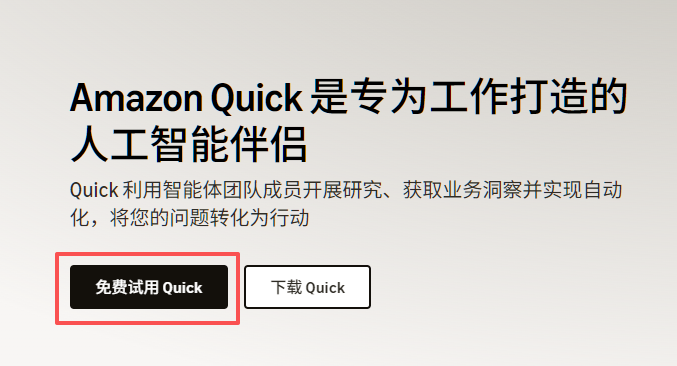 Amazon Quick 是专为工作打造的
人工智能伴侣
Quick 利用智能体团队成员开展研究、获取业务洞察并实现自动
化，将您的问题转化为行动
免费试用 Quick
下载 Quick